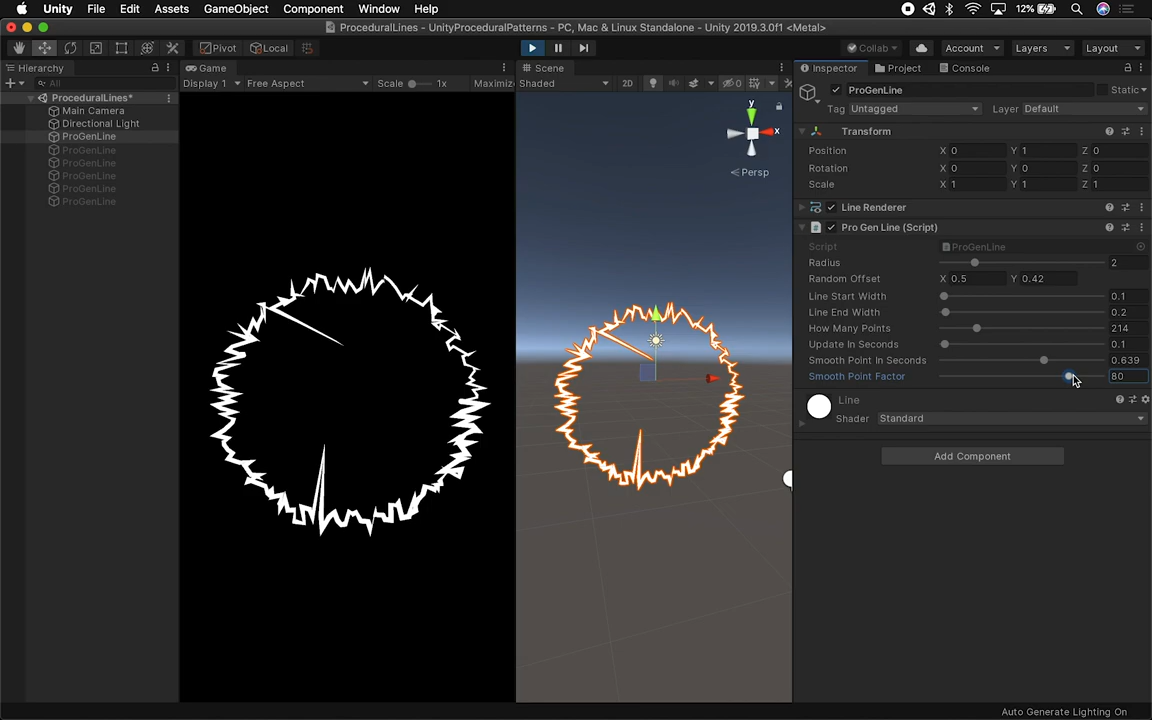 Unity File Edit Assets GameObject Component Window Help 12%
ProceduralLines - UnityProceduralPatterns - PC, Mac & Linux Standalone - Unity 2019.3.0f1 <Metal>
Pivot Local Collab Account Layers Layout
Hierarchy Game Scene Inspector Project Console
All Display 1 Free Aspect Scale 1x Maximiz Shaded 2D 0
ProceduralLines*
Main Camera
Directional Light
ProGenLine
ProGenLine
ProGenLine
ProGenLine
ProGenLine
ProGenLine
y
x
Persp
ProGenLine Static
Tag Untagged Layer Default
Transform
Position X 0 Y 1 Z 0
Rotation X 0 Y 0 Z 0
Scale X 1 Y 1 Z 1
Line Renderer
Pro Gen Line (Script)
Script ProGenLine
Radius 2
Random Offset X 0.5 Y 0.42
Line Start Width 0.1
Line End Width 0.2
How Many Points 214
Update In Seconds 0.1
Smooth Point In Seconds 0.639
Smooth Point Factor 80
Line
Shader Standard
Add Component
Auto Generate Lighting On